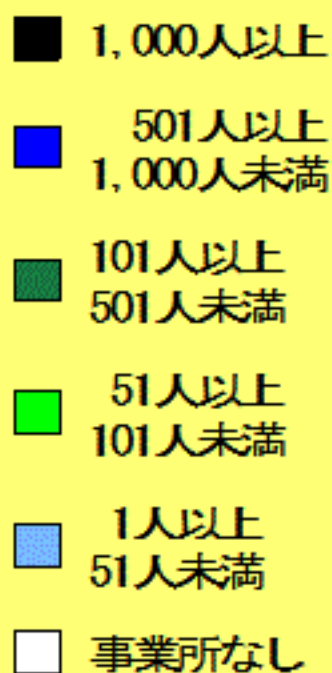 1,000人以上
501人以上
1,000人未満
101人以上
501人未満
51人以上
101人未満
1人以上
51人未満
事業所なし